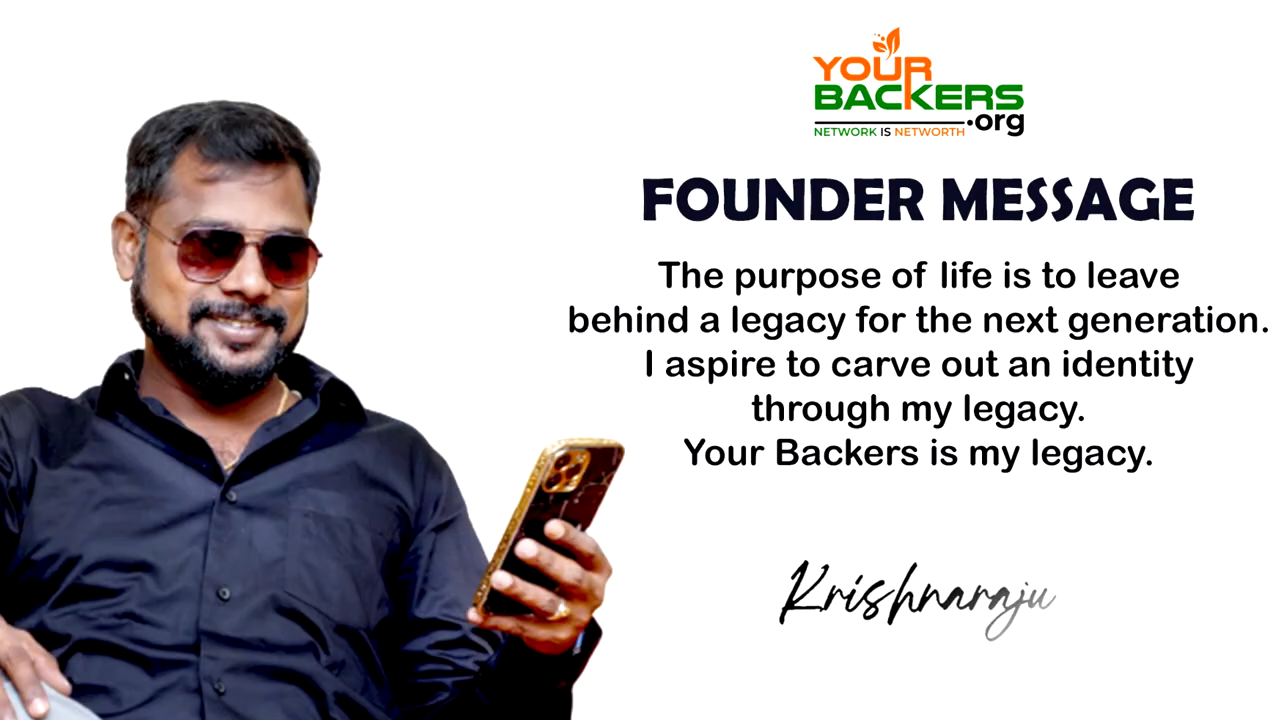 YOUR
BACKERS
.org
NETWORK IS NETWORTH
FOUNDER MESSAGE
The purpose of life is to leave
behind a legacy for the next generation.
I aspire to carve out an identity
through my legacy.
Your Backers is my legacy.
Krishnaraju